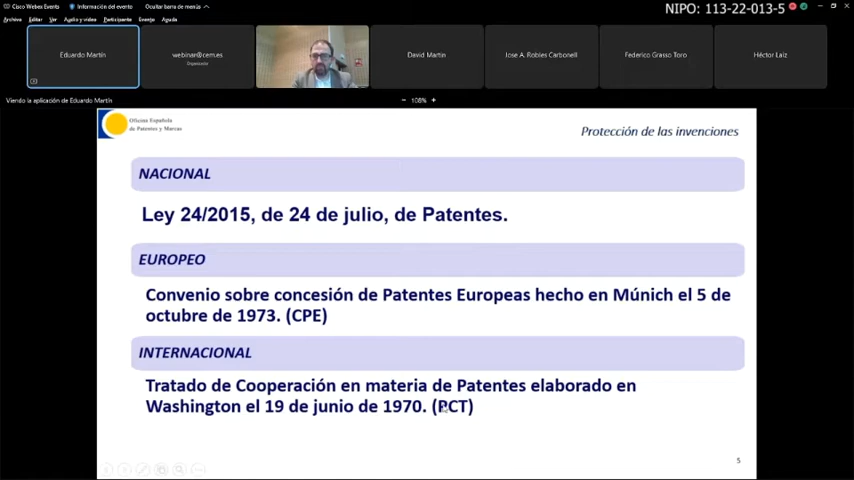 Cisco Webex Events
Información del evento
Ocultar barra de menús
NIPO: 113-22-013-5
Archivo Editar Ver Audio y vídeo Participante Evento Ayuda
Eduardo Martín
webinar@cem.es
Organizador
David Martin
Jose A. Robles Carbonell
Federico Grasso Toro
Héctor Laiz
Viendo la aplicación de Eduardo Martín
− 108% +
Oficina Española
de Patentes y Marcas
Protección de las invenciones
NACIONAL
Ley 24/2015, de 24 de julio, de Patentes.
EUROPEO
Convenio sobre concesión de Patentes Europeas hecho en Múnich el 5 de
octubre de 1973. (CPE)
INTERNACIONAL
Tratado de Cooperación en materia de Patentes elaborado en
Washington el 19 de junio de 1970. (PCT)
5